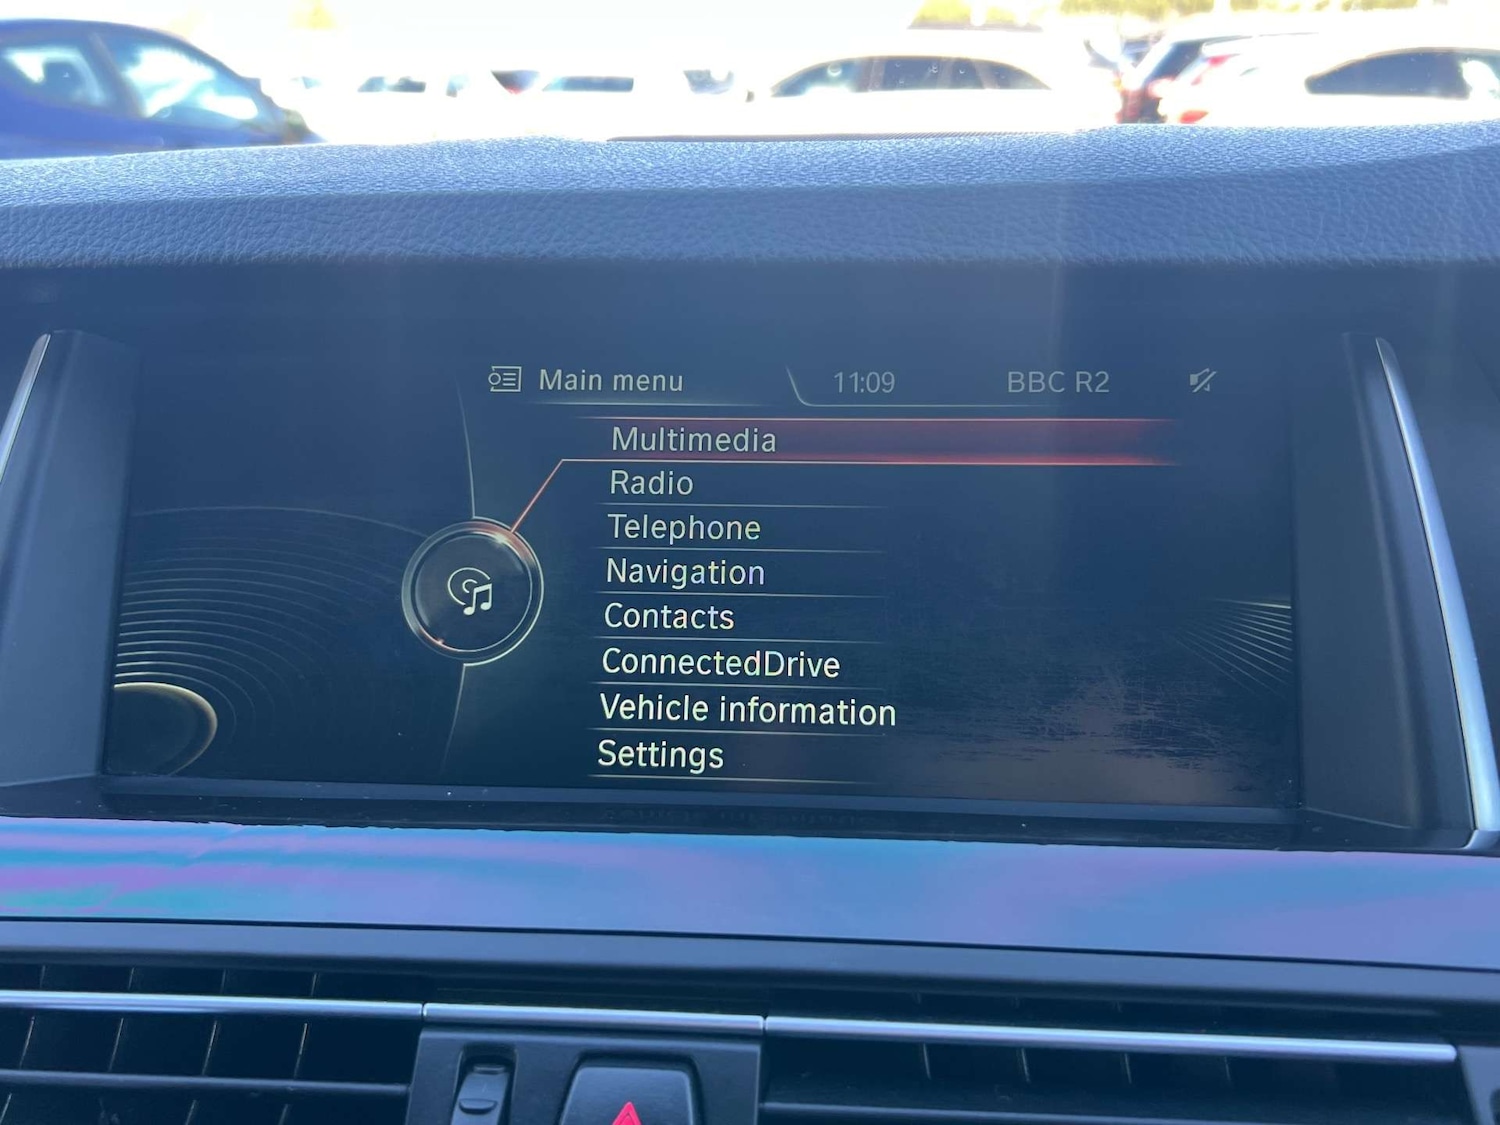 Main menu 11:09 BBC R2
Multimedia
Radio
Telephone
Navigation
Contacts
ConnectedDrive
Vehicle information
Settings